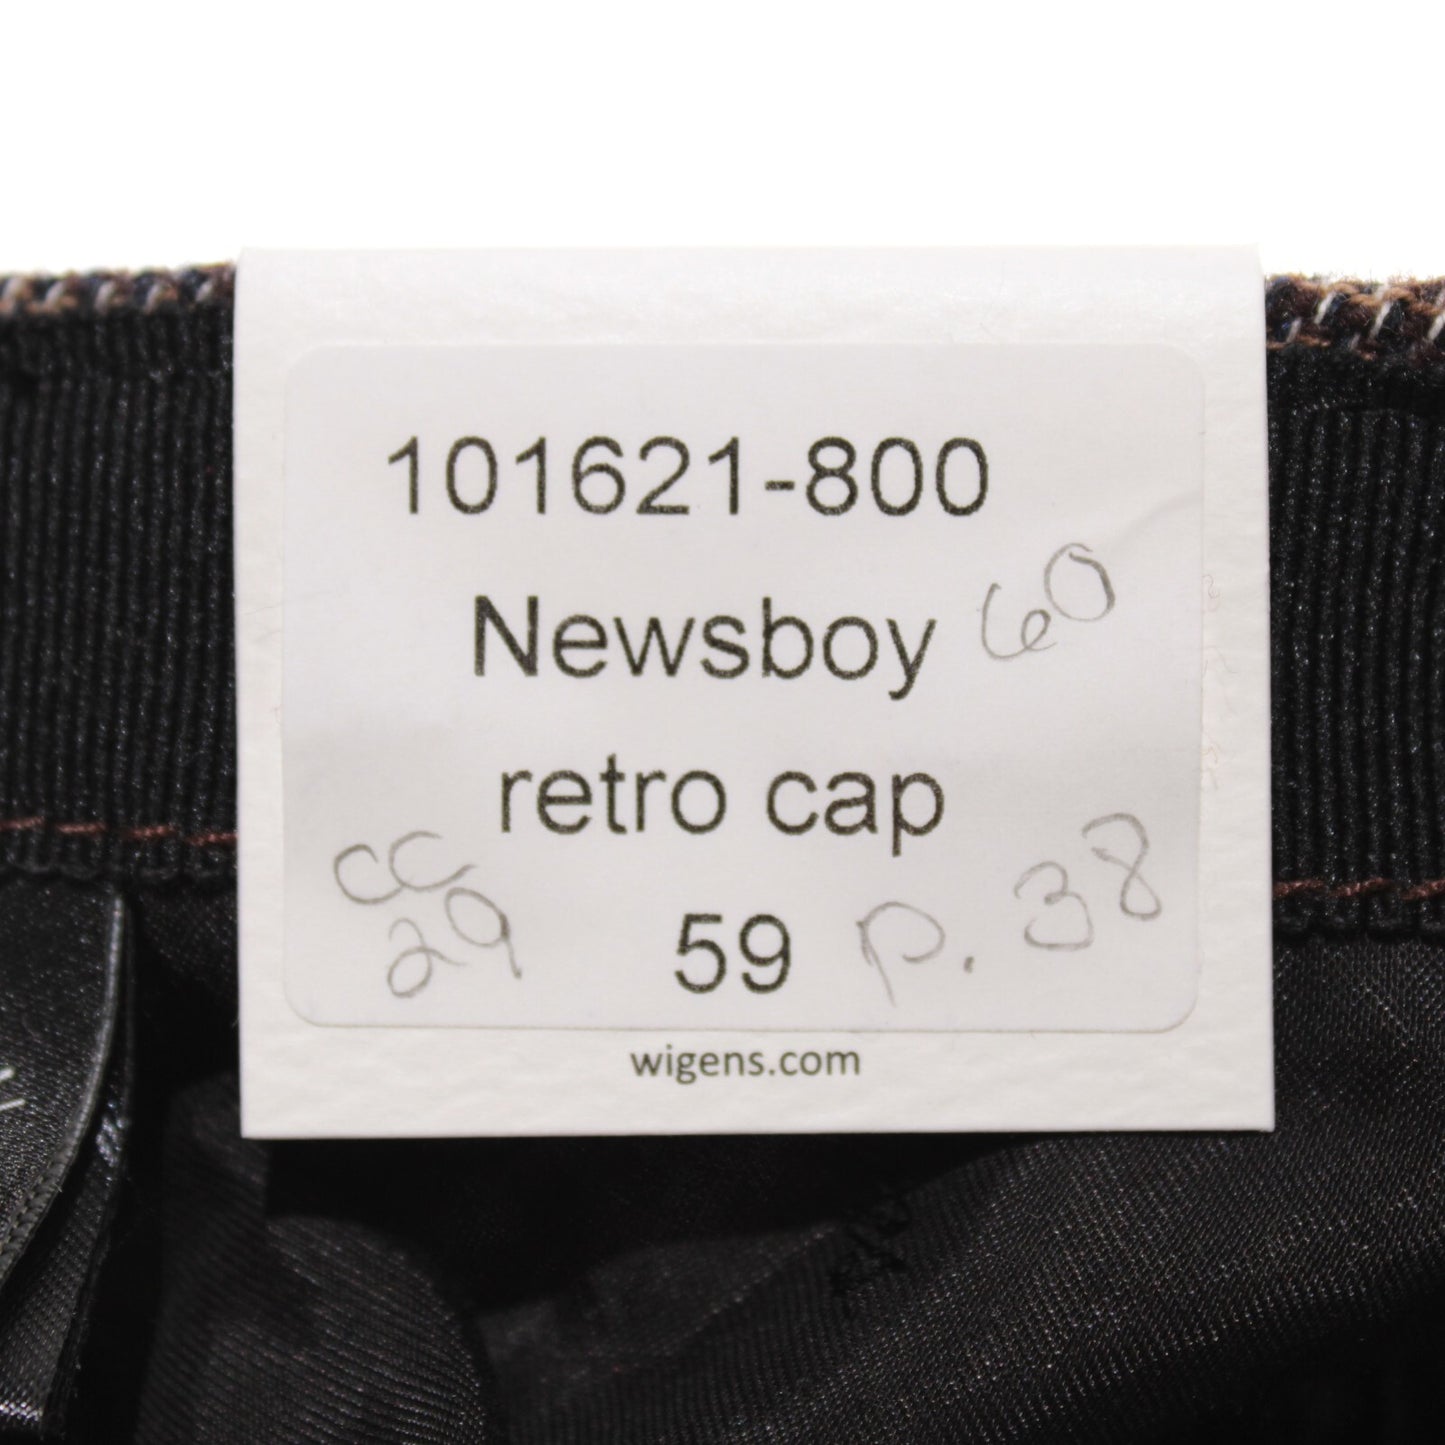 101621-800
Newsboy 60
retro cap
cc
29 59 p. 38
wigens.com